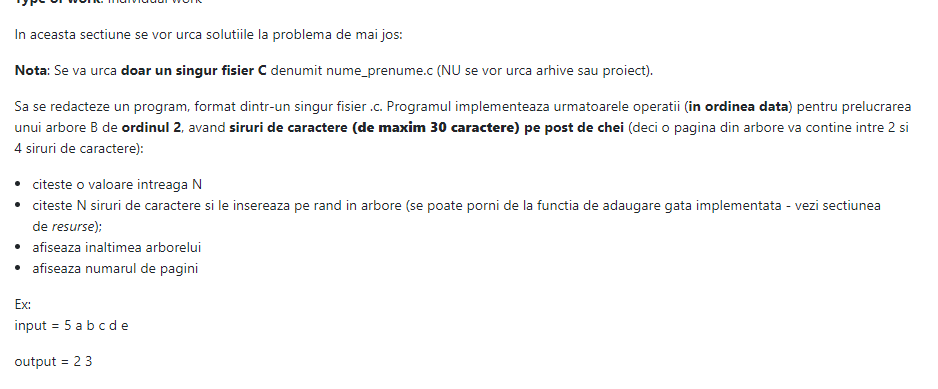 Type of work: Individual work
In aceasta sectiune se vor urca solutiile la problema de mai jos:
Nota: Se va urca doar un singur fisier C denumit nume_prenume.c (NU se vor urca arhive sau proiect).
Sa se redacteze un program, format dintr-un singur fisier .c. Programul implementeaza urmatoarele operatii (in ordinea data) pentru prelucrarea
unui arbore B de ordinul 2, avand siruri de caractere (de maxim 30 caractere) pe post de chei (deci o pagina din arbore va contine intre 2 si
4 siruri de caractere):
• citeste o valoare intreaga N
• citeste N siruri de caractere si le insereaza pe rand in arbore (se poate porni de la functia de adaugare gata implementata - vezi sectiunea
de resurse);
• afiseaza inaltimea arborelui
• afiseaza numarul de pagini
Ex:
input = 5 a b c d e
output = 2 3